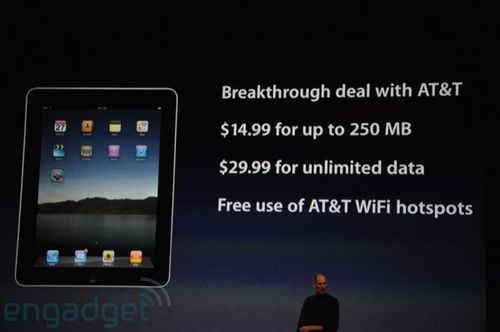 Breakthrough deal with AT&T
$14.99 for up to 250 MB
$29.99 for unlimited data
Free use of AT&T WiFi hotspots
27
engadget